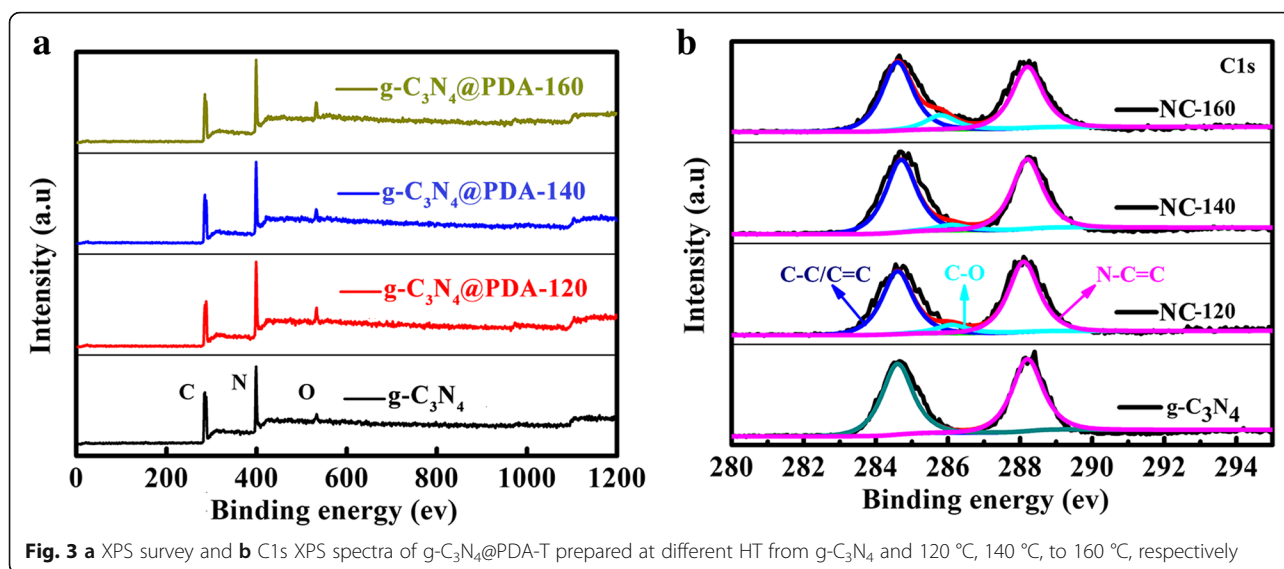 a
g-C₃N₄@PDA-160
g-C₃N₄@PDA-140
g-C₃N₄@PDA-120
C N O g-C₃N₄
Intensity (a.u)
0 200 400 600 800 1000 1200
Binding energy (ev)
b
C1s
NC-160
NC-140
C-C/C=C C-O N-C=C
NC-120
g-C₃N₄
Intensity (a.u)
280 282 284 286 288 290 292 294
Binding energy (ev)
Fig. 3 a XPS survey and b C1s XPS spectra of g-C₃N₄@PDA-T prepared at different HT from g-C₃N₄ and 120 °C, 140 °C, to 160 °C, respectively